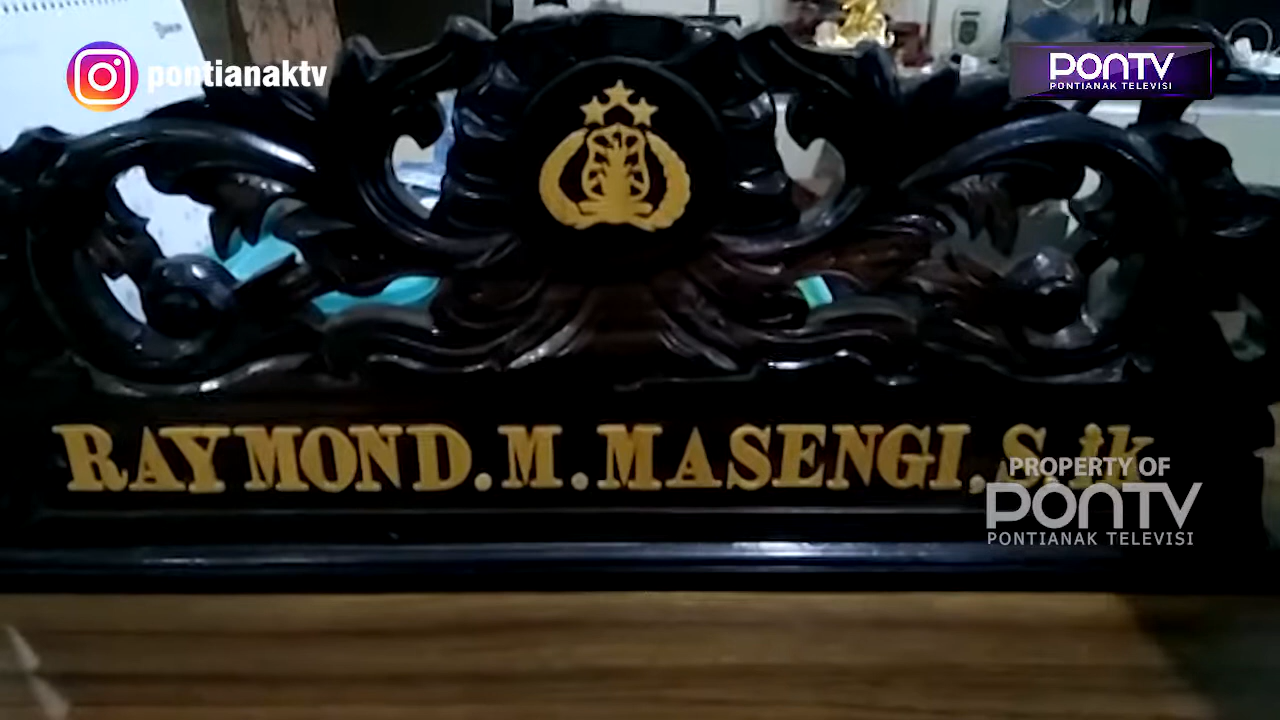 pontianaktv
PONTV
PONTIANAK TELEVISI
RAYMOND.M.MASENGI, S.ik
PROPERTY OF
PONTV
PONTIANAK TELEVISI